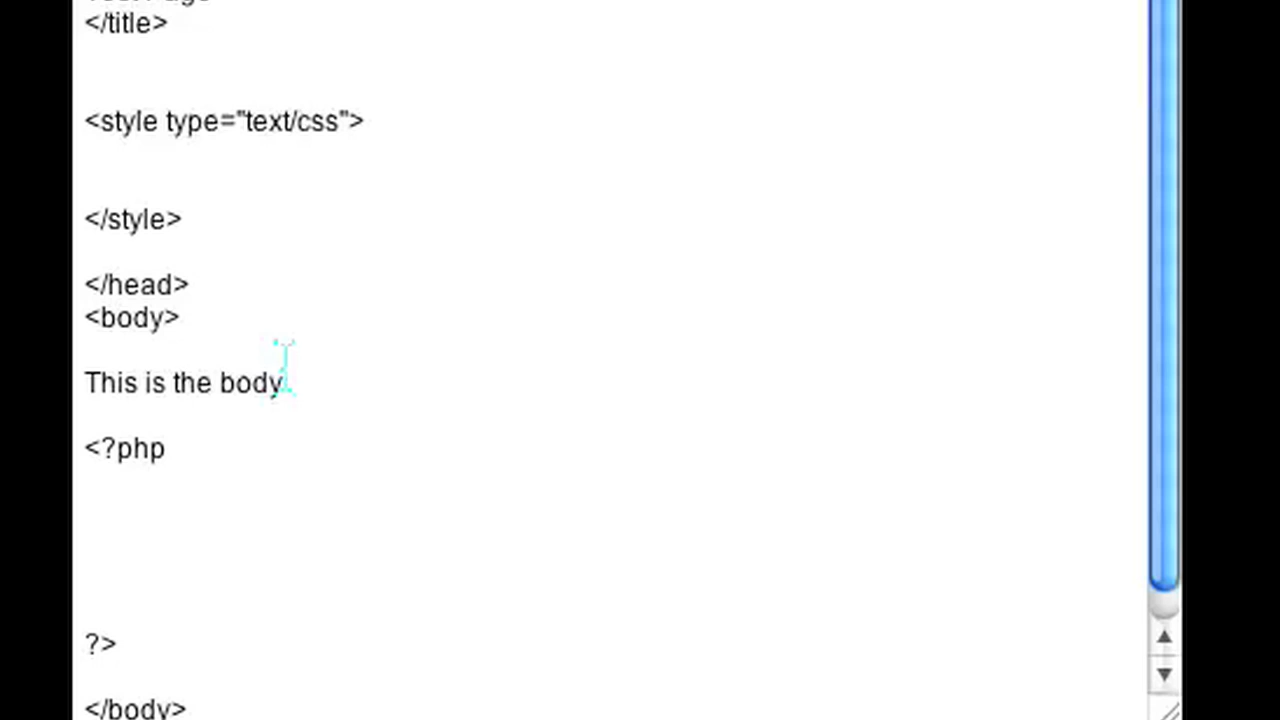 </title>
<style type="text/css">
</style>
</head>
<body>
This is the body
<?php
?>
</body>